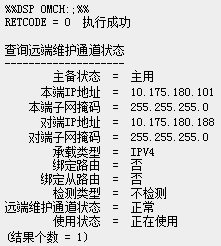 %%DSP OMCH:;%%
RETCODE = 0  执行成功
查询远端维护通道状态
--------------------
主备状态  =  主用
本端IP地址  =  10.175.180.101
本端子网掩码  =  255.255.255.0
对端IP地址  =  10.175.180.188
对端子网掩码  =  255.255.255.0
承载类型  =  IPV4
绑定路由  =  否
绑定从路由  =  否
检测类型  =  不检测
远端维护通道状态  =  正常
使用状态  =  正在使用
(结果个数 = 1)